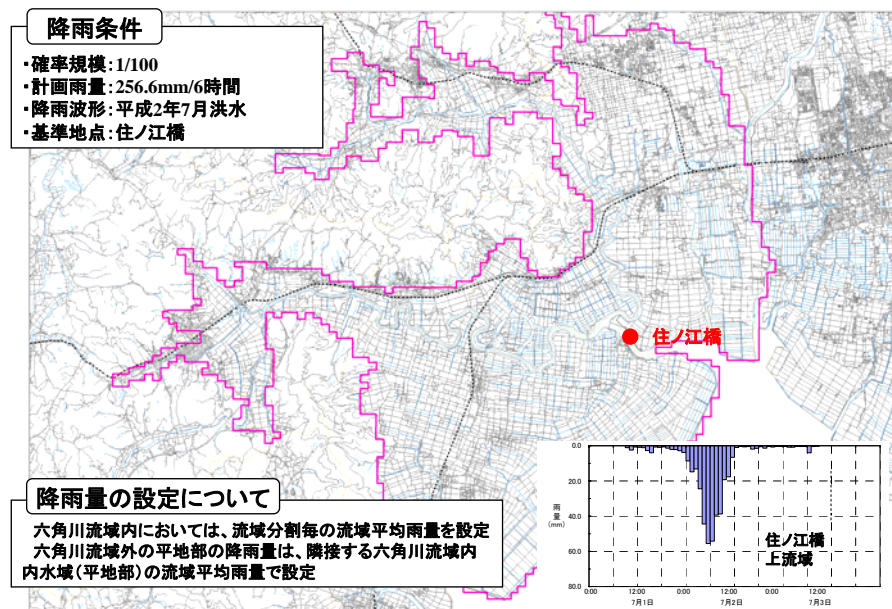 降雨条件
・確率規模:1/100
・計画雨量:256.6mm/6時間
・降雨波形:平成2年7月洪水
・基準地点:住ノ江橋
住ノ江橋
降雨量の設定について
六角川流域内においては、流域分割毎の流域平均雨量を設定
六角川流域外の平地部の降雨量は、隣接する六角川流域内
内水域(平地部)の流域平均雨量で設定
0.0
20.0
40.0
60.0
80.0
雨量
(mm)
住ノ江橋
上流域
0:00 12:00 0:00 12:00 0:00 12:00 0:00
7月1日 7月2日 7月3日